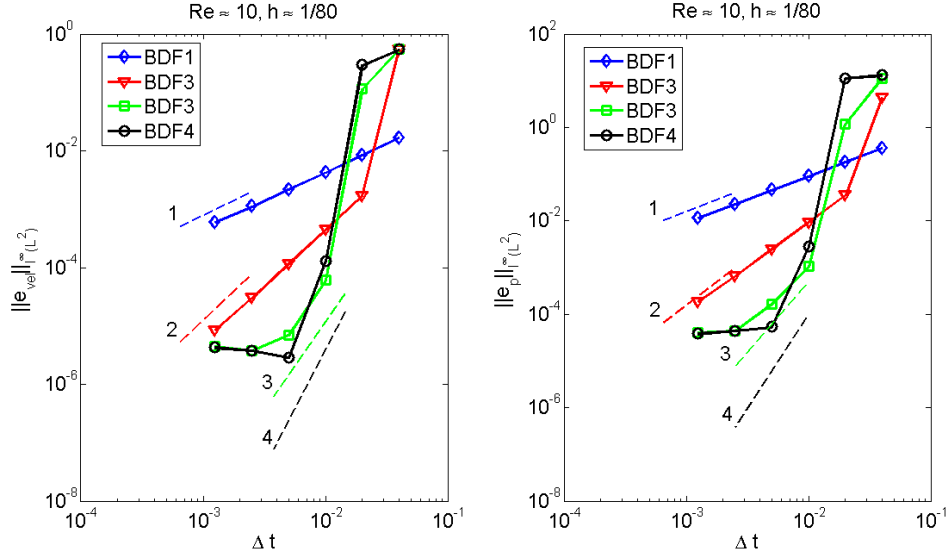 Re ≈ 10, h ≈ 1/80
10^0
10^-2
10^-4
10^-6
10^-8
||e_vel||_l^∞(L^2)
BDF1
BDF3
BDF3
BDF4
1
2
3
4
10^-4
10^-3
10^-2
10^-1
Δ t
Re ≈ 10, h ≈ 1/80
10^2
10^0
10^-2
10^-4
10^-6
10^-8
||e_p||_l^∞(L^2)
BDF1
BDF3
BDF3
BDF4
1
2
3
4
10^-4
10^-3
10^-2
10^-1
Δ t